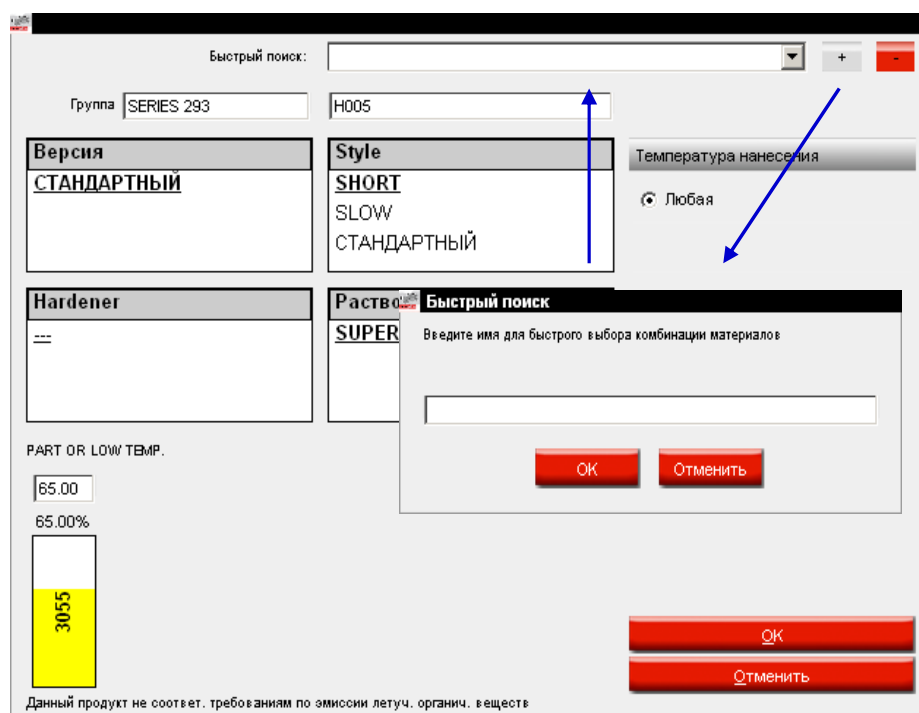 Быстрый поиск:
+
-
Группа
SERIES 293
H005
Версия
СТАНДАРТНЫЙ
Style
SHORT
SLOW
СТАНДАРТНЫЙ
Температура нанесения
Любая
Hardener
---
Раство
SUPER
Быстрый поиск
Введите имя для быстрого выбора комбинации материалов
OK
Отменить
PART OR LOW TEMP.
65.00
65.00%
3055
OK
Отменить
Данный продукт не соответ. требованиям по эмиссии летуч. органич. веществ